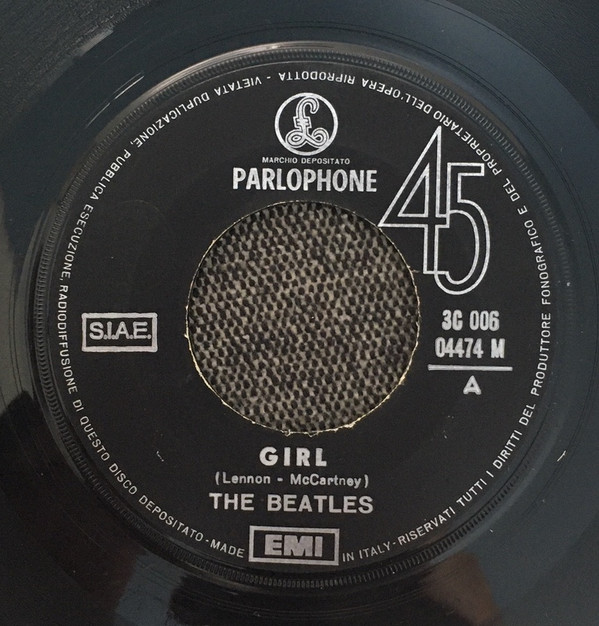 MARCHIO DEPOSITATO
PARLOPHONE
45
S.I.A.E.
3C 006
04474 M
A
GIRL
(Lennon - McCartney)
THE BEATLES
EMI
MADE IN ITALY - RISERVATI TUTTI I DIRITTI DEL PRODUTTORE FONOGRAFICO E DEL PROPRIETARIO DELL'OPERA RIPRODOTTA - VIETATA DUPLICAZIONE, PUBBLICA ESECUZIONE, RADIODIFFUSIONE DI QUESTO DISCO DEPOSITATO -